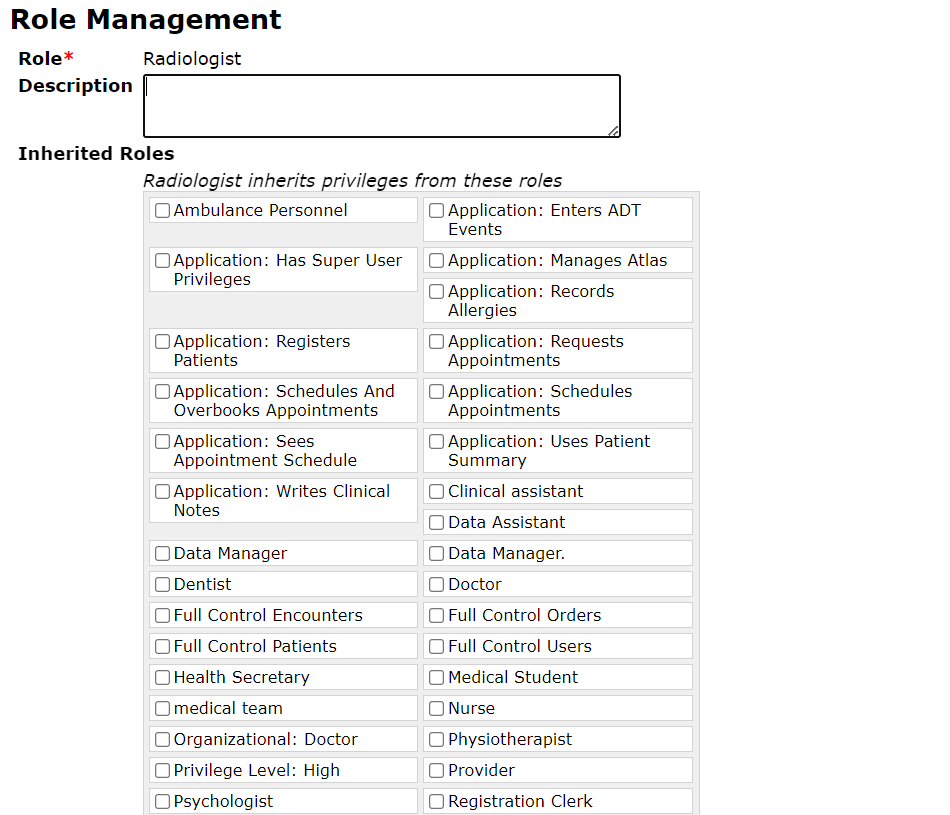 Role Management
Role*
Radiologist
Description
Inherited Roles
Radiologist inherits privileges from these roles
Ambulance Personnel
Application: Enters ADT
Events
Application: Has Super User
Privileges
Application: Manages Atlas
Application: Records
Allergies
Application: Registers
Patients
Application: Requests
Appointments
Application: Schedules And
Overbooks Appointments
Application: Schedules
Appointments
Application: Sees
Appointment Schedule
Application: Uses Patient
Summary
Application: Writes Clinical
Notes
Clinical assistant
Data Assistant
Data Manager
Data Manager.
Dentist
Doctor
Full Control Encounters
Full Control Orders
Full Control Patients
Full Control Users
Health Secretary
Medical Student
medical team
Nurse
Organizational: Doctor
Physiotherapist
Privilege Level: High
Provider
Psychologist
Registration Clerk